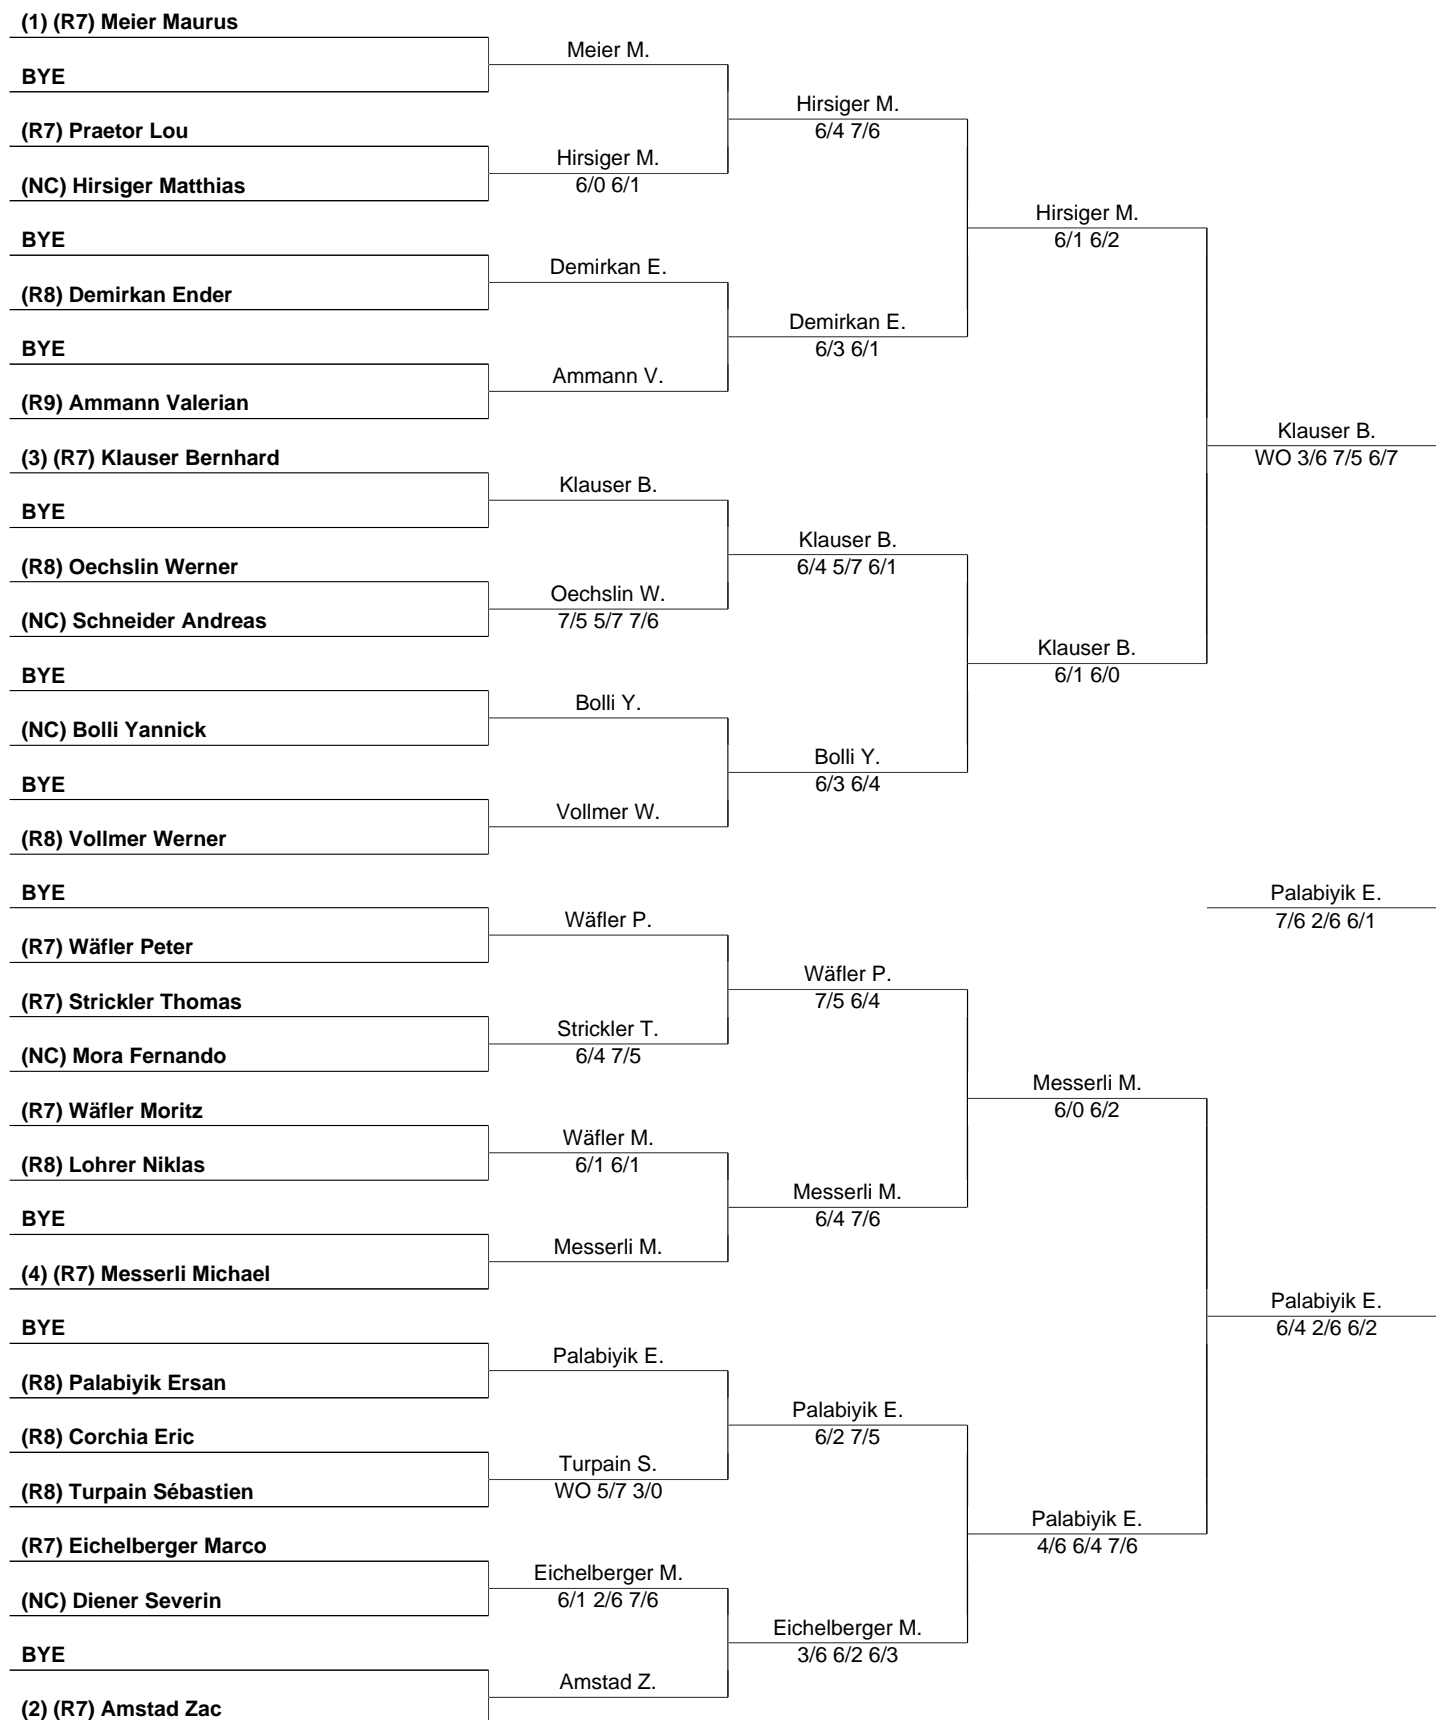 (1) (R7) Meier Maurus
BYE
(R7) Praetor Lou
(NC) Hirsiger Matthias
BYE
(R8) Demirkan Ender
BYE
(R9) Ammann Valerian
(3) (R7) Klauser Bernhard
BYE
(R8) Oechslin Werner
(NC) Schneider Andreas
BYE
(NC) Bolli Yannick
BYE
(R8) Vollmer Werner
BYE
(R7) Wäfler Peter
(R7) Strickler Thomas
(NC) Mora Fernando
(R7) Wäfler Moritz
(R8) Lohrer Niklas
BYE
(4) (R7) Messerli Michael
BYE
(R8) Palabiyik Ersan
(R8) Corchia Eric
(R8) Turpain Sébastien
(R7) Eichelberger Marco
(NC) Diener Severin
BYE
(2) (R7) Amstad Zac
Meier M.
Hirsiger M.
6/0 6/1
Demirkan E.
Ammann V.
Klauser B.
Oechslin W.
7/5 5/7 7/6
Bolli Y.
Vollmer W.
Wäfler P.
Strickler T.
6/4 7/5
Wäfler M.
6/1 6/1
Messerli M.
Palabiyik E.
Turpain S.
WO 5/7 3/0
Eichelberger M.
6/1 2/6 7/6
Amstad Z.
Hirsiger M.
6/4 7/6
Demirkan E.
6/3 6/1
Klauser B.
6/4 5/7 6/1
Bolli Y.
6/3 6/4
Wäfler P.
7/5 6/4
Messerli M.
6/4 7/6
Palabiyik E.
6/2 7/5
Eichelberger M.
3/6 6/2 6/3
Hirsiger M.
6/1 6/2
Klauser B.
6/1 6/0
Messerli M.
6/0 6/2
Palabiyik E.
4/6 6/4 7/6
Klauser B.
WO 3/6 7/5 6/7
Palabiyik E.
7/6 2/6 6/1
Palabiyik E.
6/4 2/6 6/2